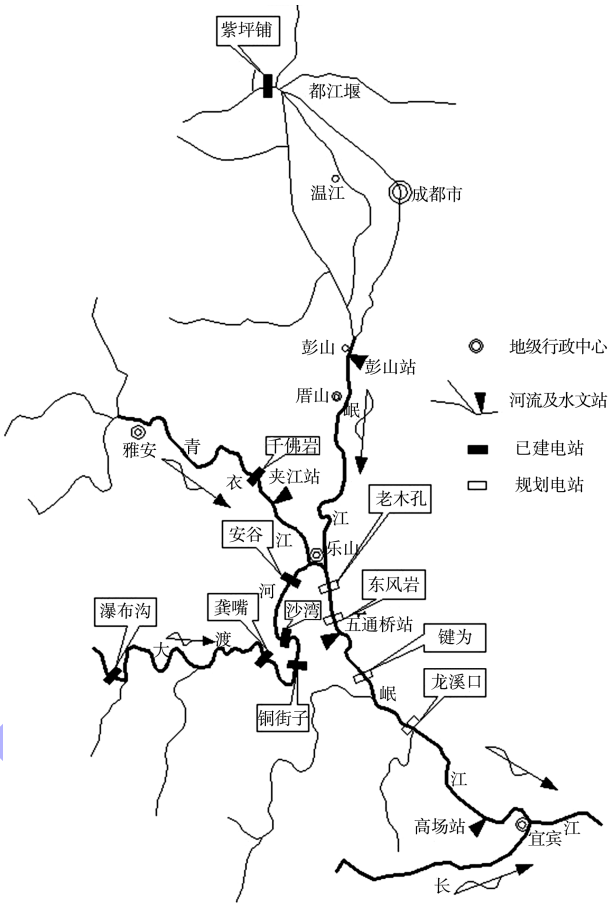 紫坪铺
都江堰
温江
成都市
彭山
彭山站
眉山
岷
江
地级行政中心
河流及水文站
已建电站
规划电站
雅安
青
衣
江
千佛岩
夹江站
老木孔
安谷
乐山
河
东风岩
沙湾
龚嘴
瀑布沟
大
渡
五通桥站
键为
铜街子
岷
龙溪口
江
高场站
宜宾
江
长